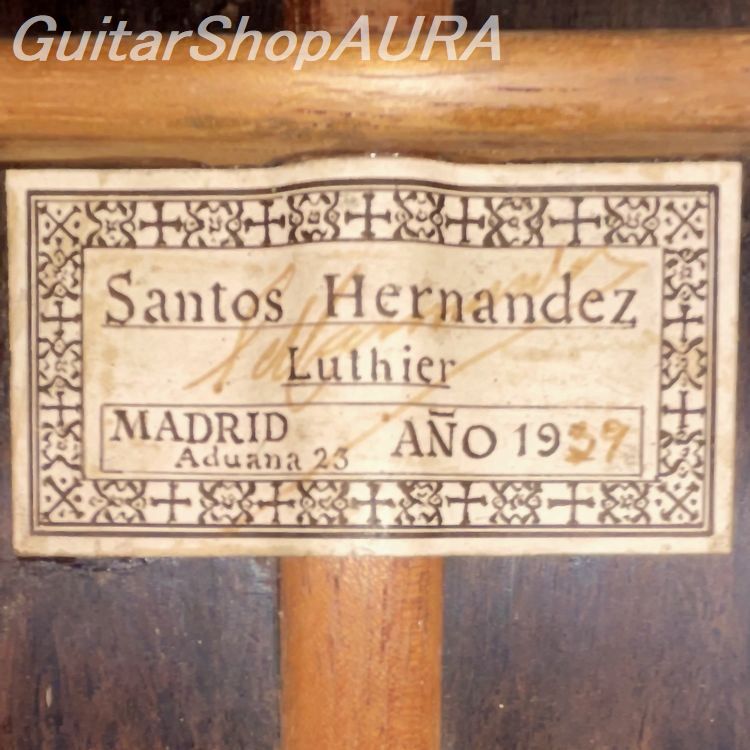 GuitarShopAURA
Santos Hernandez
Luthier
MADRID
Aduana 23
AÑO 1939